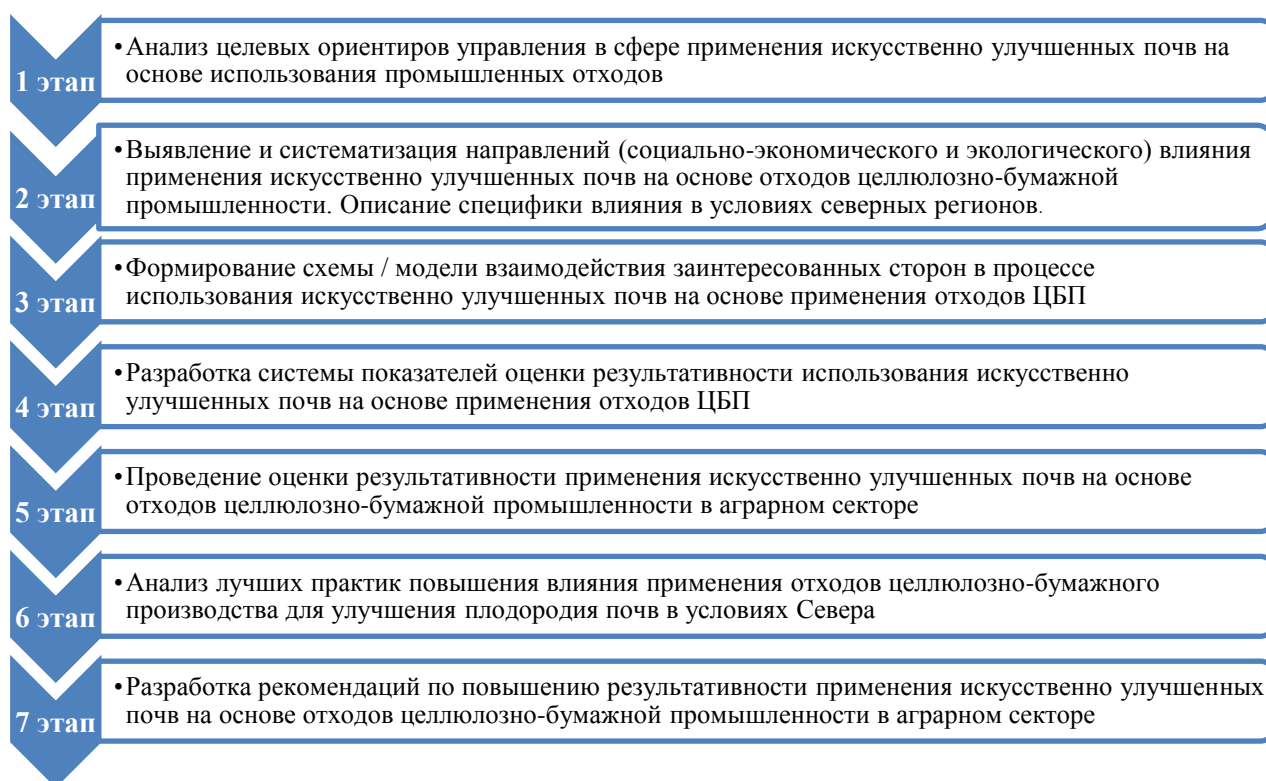 1 этап
•Анализ целевых ориентиров управления в сфере применения искусственно улучшенных почв на
основе использования промышленных отходов
2 этап
•Выявление и систематизация направлений (социально-экономического и экологического) влияния
применения искусственно улучшенных почв на основе отходов целлюлозно-бумажной
промышленности. Описание специфики влияния в условиях северных регионов.
3 этап
•Формирование схемы / модели взаимодействия заинтересованных сторон в процессе
использования искусственно улучшенных почв на основе применения отходов ЦБП
4 этап
•Разработка системы показателей оценки результативности использования искусственно
улучшенных почв на основе применения отходов ЦБП
5 этап
•Проведение оценки результативности применения искусственно улучшенных почв на основе
отходов целлюлозно-бумажной промышленности в аграрном секторе
6 этап
•Анализ лучших практик повышения влияния применения отходов целлюлозно-бумажного
производства для улучшения плодородия почв в условиях Севера
7 этап
•Разработка рекомендаций по повышению результативности применения искусственно улучшенных
почв на основе отходов целлюлозно-бумажной промышленности в аграрном секторе